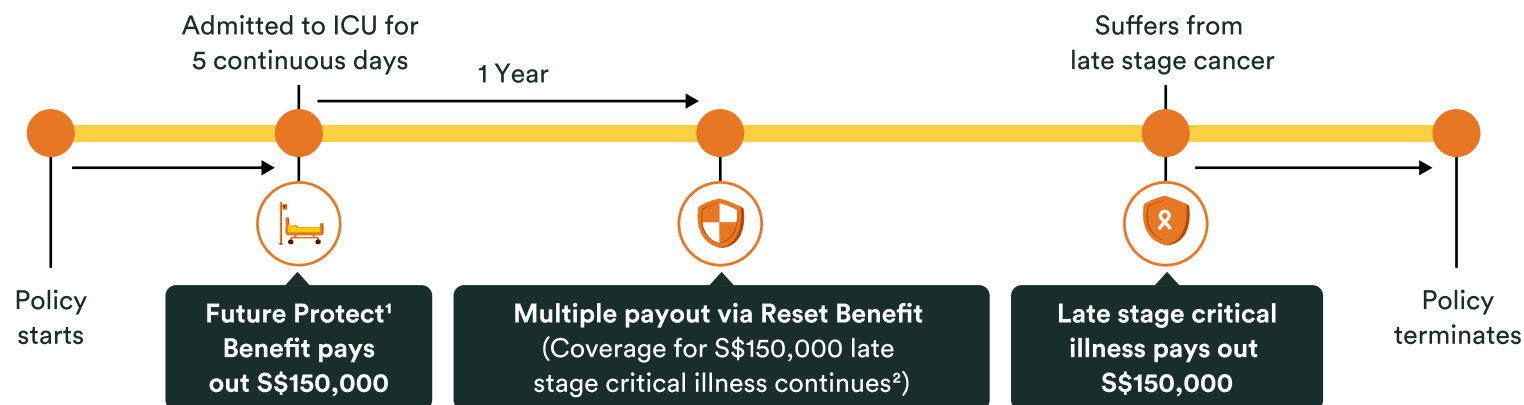 Admitted to ICU for
5 continuous days
1 Year
Suffers from
late stage cancer
Policy
starts
Future Protect¹
Benefit pays
out S$150,000
Multiple payout via Reset Benefit
(Coverage for S$150,000 late
stage critical illness continues²)
Late stage critical
illness pays out
S$150,000
Policy
terminates